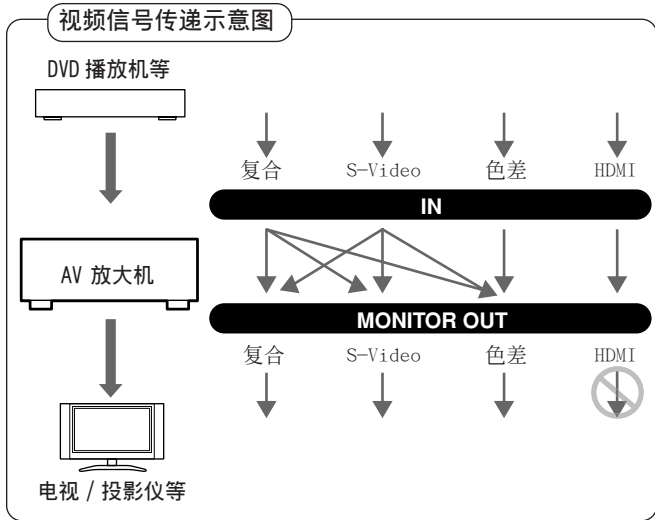 视频信号传递示意图
DVD 播放机等
复合 S-Video 色差 HDMI
IN
AV 放大机
MONITOR OUT
复合 S-Video 色差 HDMI
电视 / 投影仪等